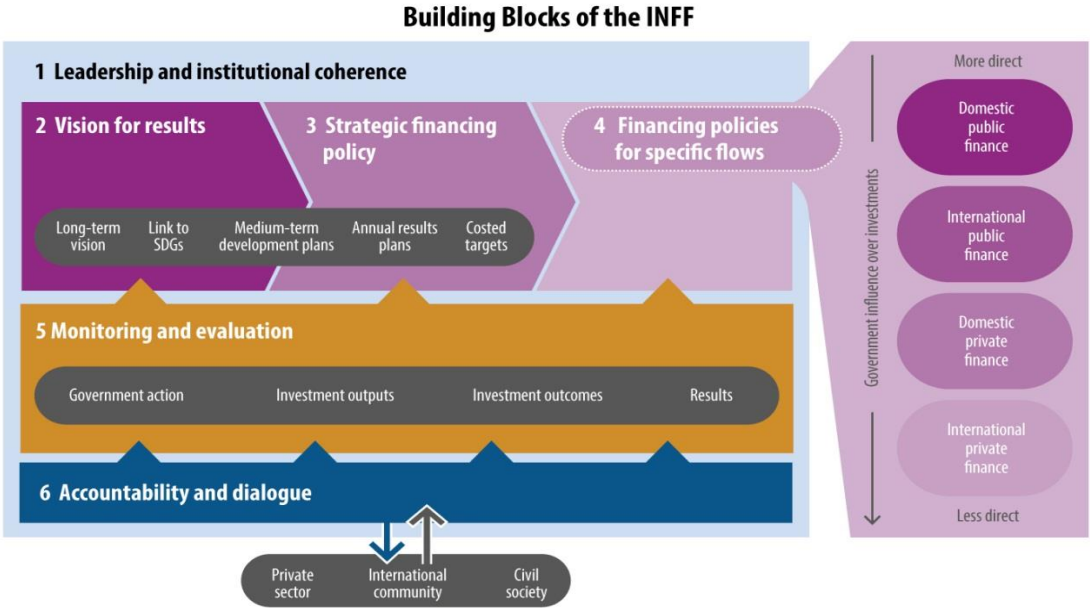 Building Blocks of the INFF
1 Leadership and institutional coherence
2 Vision for results
3 Strategic financing
policy
4 Financing policies
for specific flows
Long-term
vision
Link to
SDGs
Medium-term
development plans
Annual results
plans
Costed
targets
5 Monitoring and evaluation
Government action
Investment outputs
Investment outcomes
Results
6 Accountability and dialogue
Private
sector
International
community
Civil
society
More direct
Government influence over investments
Domestic
public
finance
International
public
finance
Domestic
private
finance
International
private
finance
Less direct